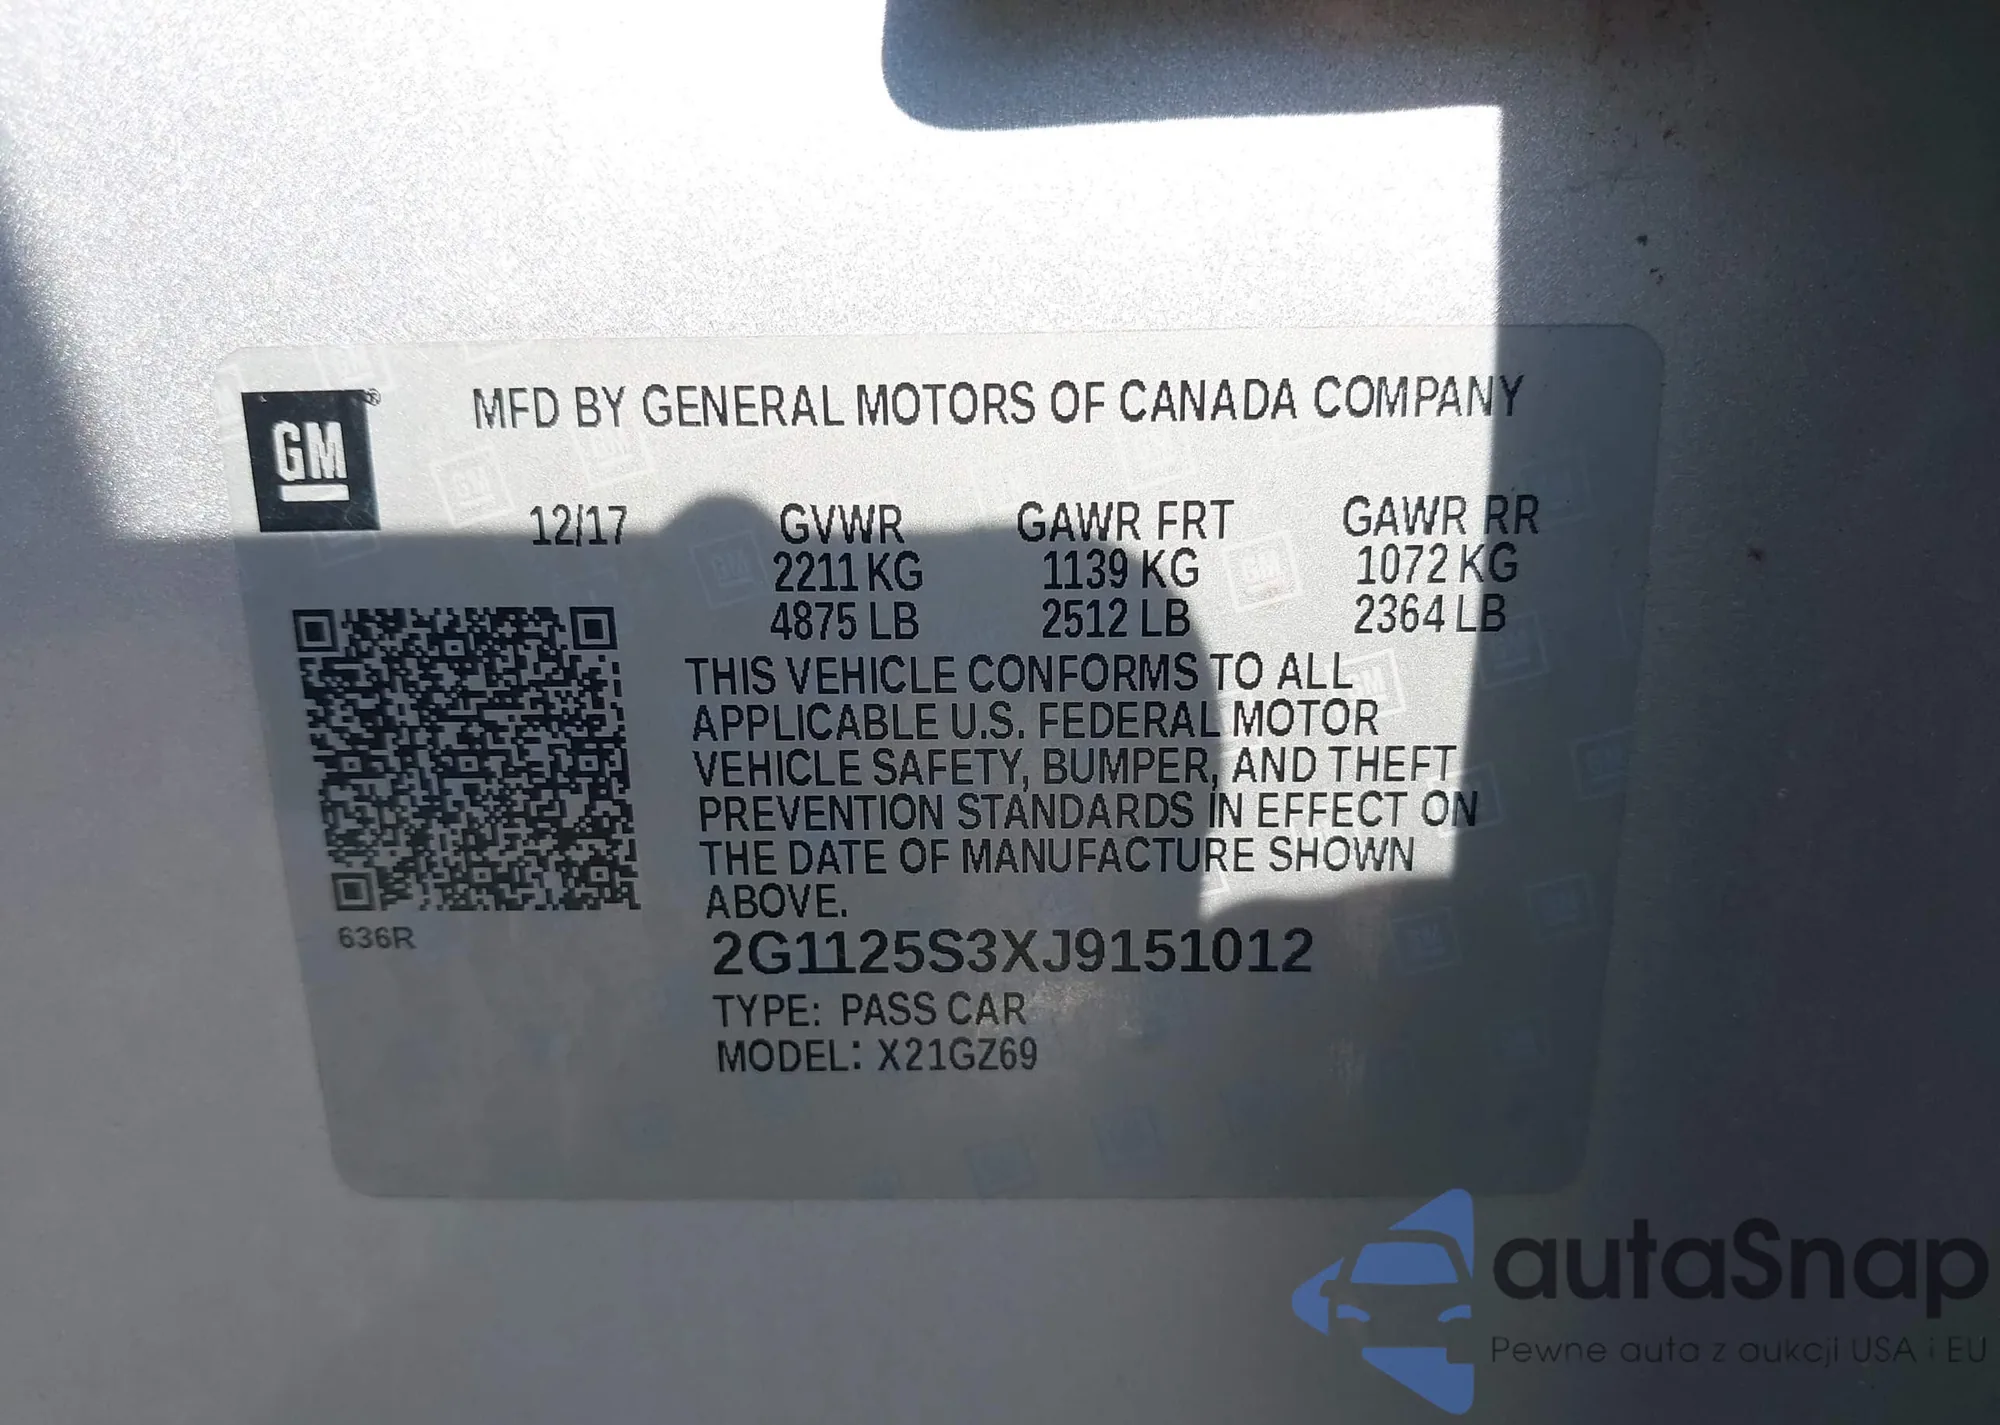 GM ®
MFD BY GENERAL MOTORS OF CANADA COMPANY
12/17 GVWR GAWR FRT GAWR RR
2211 KG 1139 KG 1072 KG
4875 LB 2512 LB 2364 LB
THIS VEHICLE CONFORMS TO ALL
APPLICABLE U.S. FEDERAL MOTOR
VEHICLE SAFETY, BUMPER, AND THEFT
PREVENTION STANDARDS IN EFFECT ON
THE DATE OF MANUFACTURE SHOWN
ABOVE.
636R
2G1125S3XJ9151012
TYPE: PASS CAR
MODEL: X21GZ69
autaSnap
Pewne auta z aukcji USA i EU